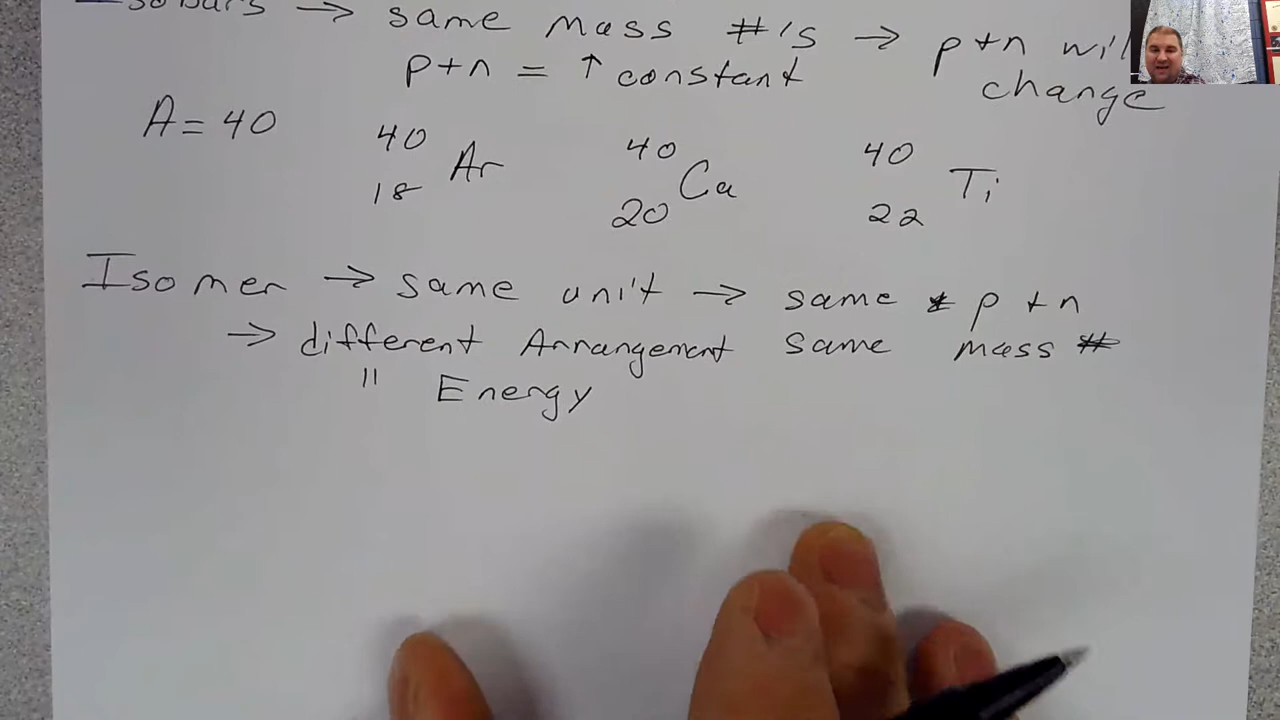 Isobars → same mass #'s → p+n will
p+n = ↑ constant change
A = 40 40 18 Ar 40 20 Ca 40 22 Ti
Isomer → same unit → same p + n
→ different Arrangement same mass #
" Energy